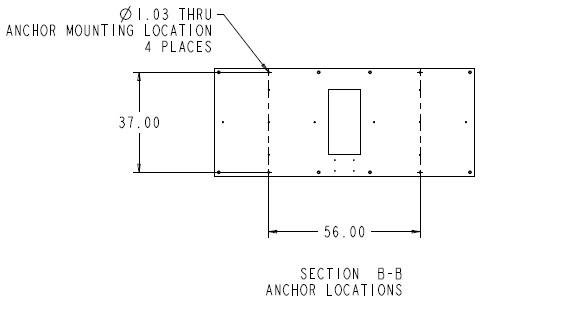 Ø1.03 THRU
ANCHOR MOUNTING LOCATION
4 PLACES
37.00
56.00
SECTION B-B
ANCHOR LOCATIONS